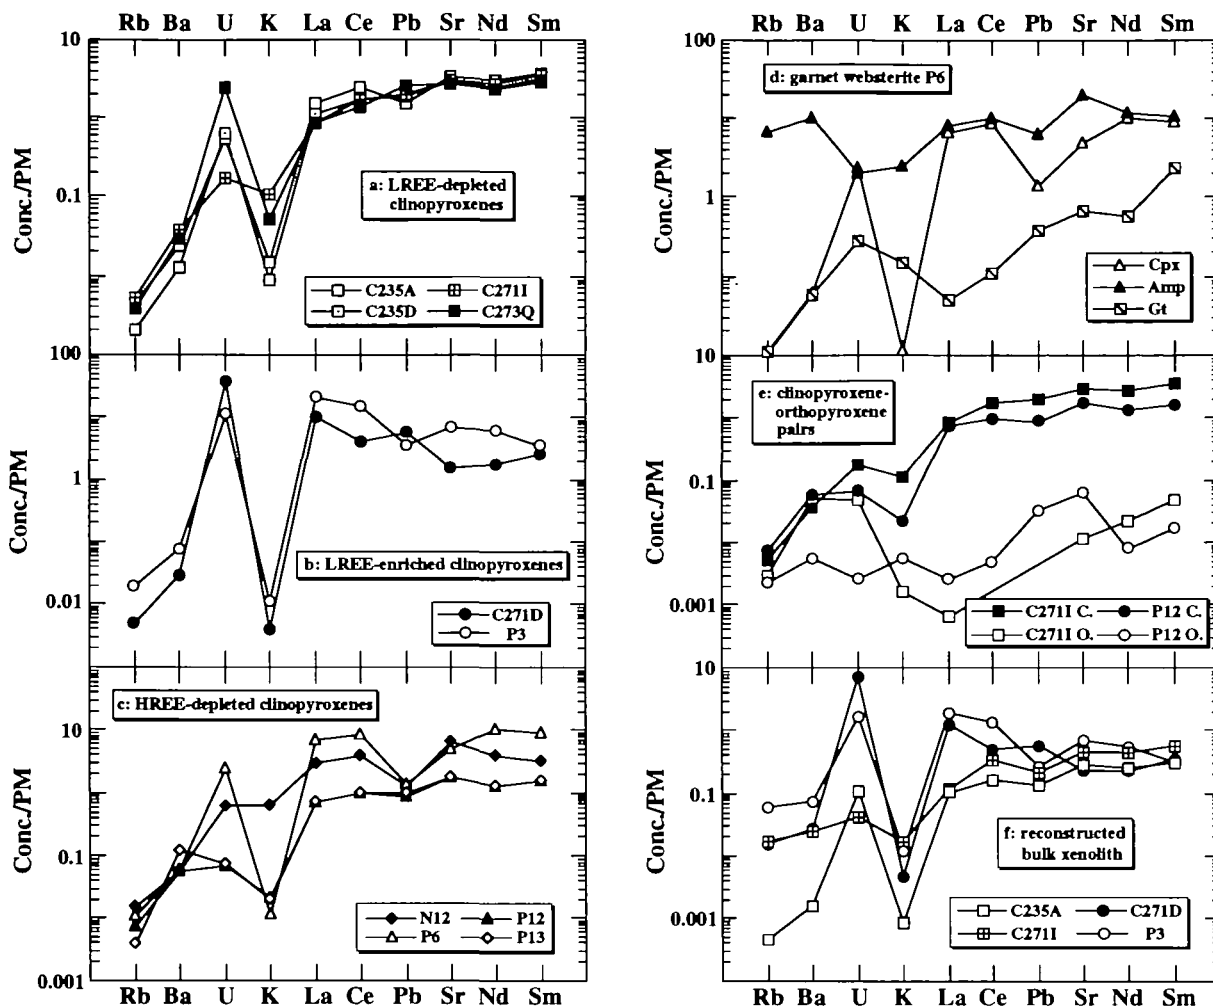 Rb Ba U K La Ce Pb Sr Nd Sm
10
0.1
Conc./PM
a: LREE-depleted
clinopyroxenes
C235A C271I
C235D C273Q
100
1
0.01
Conc./PM
b: LREE-enriched clinopyroxenes
C271D
P3
c: HREE-depleted clinopyroxenes
10
0.1
0.001
Conc./PM
N12 P12
P6 P13
Rb Ba U K La Ce Pb Sr Nd Sm
Rb Ba U K La Ce Pb Sr Nd Sm
100
1
Conc./PM
d: garnet websterite P6
Cpx
Amp
Gt
10
0.1
0.001
Conc./PM
e: clinopyroxene-
orthopyroxene
pairs
C271I C. P12 C.
C271I O. P12 O.
10
0.1
0.001
Conc./PM
f: reconstructed
bulk xenolith
C235A C271D
C271I P3
Rb Ba U K La Ce Pb Sr Nd Sm